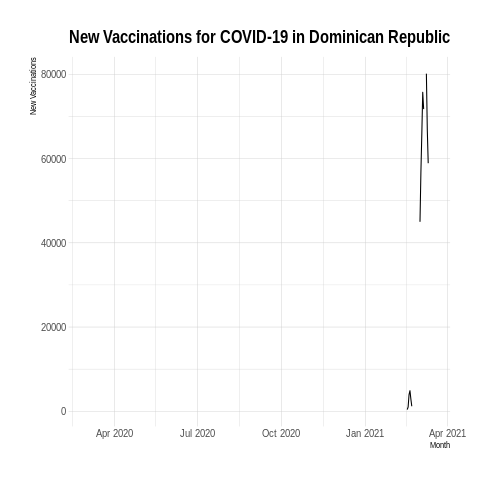 New Vaccinations for COVID-19 in Dominican Republic
New Vaccinations
80000
60000
40000
20000
0
Apr 2020 Jul 2020 Oct 2020 Jan 2021 Apr 2021
Month